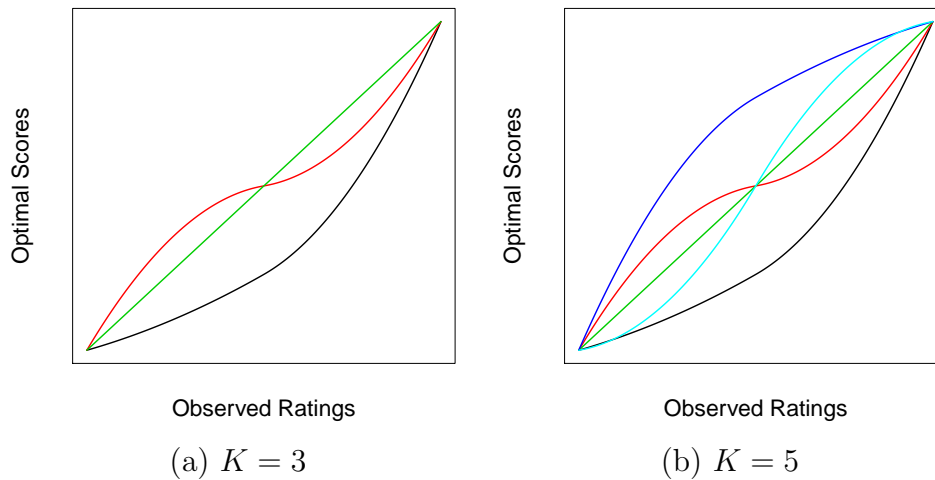 Optimal Scores
Observed Ratings
(a) K = 3
Optimal Scores
Observed Ratings
(b) K = 5